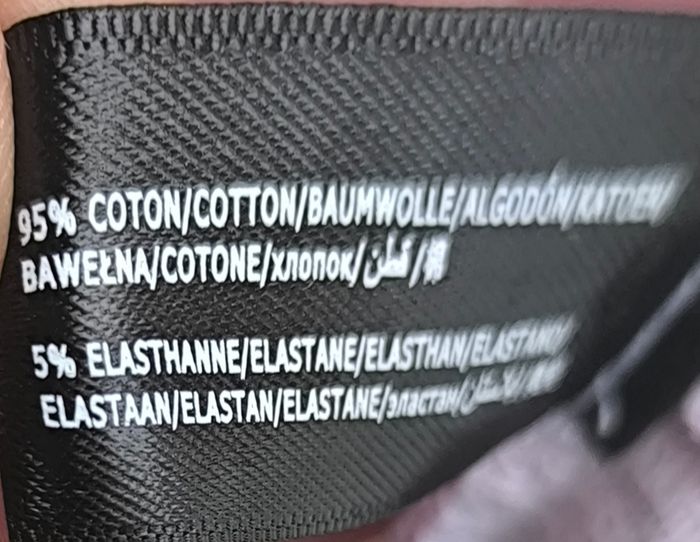 95% COTON/COTTON/BAUMWOLLE/ALGODÓN/KATOEN/
BAWEŁNA/COTONE/хлопок/قطن/棉
5% ELASTHANNE/ELASTANE/ELASTHAN/ELASTANO/
ELASTAAN/ELASTAN/ELASTANE/эластан/